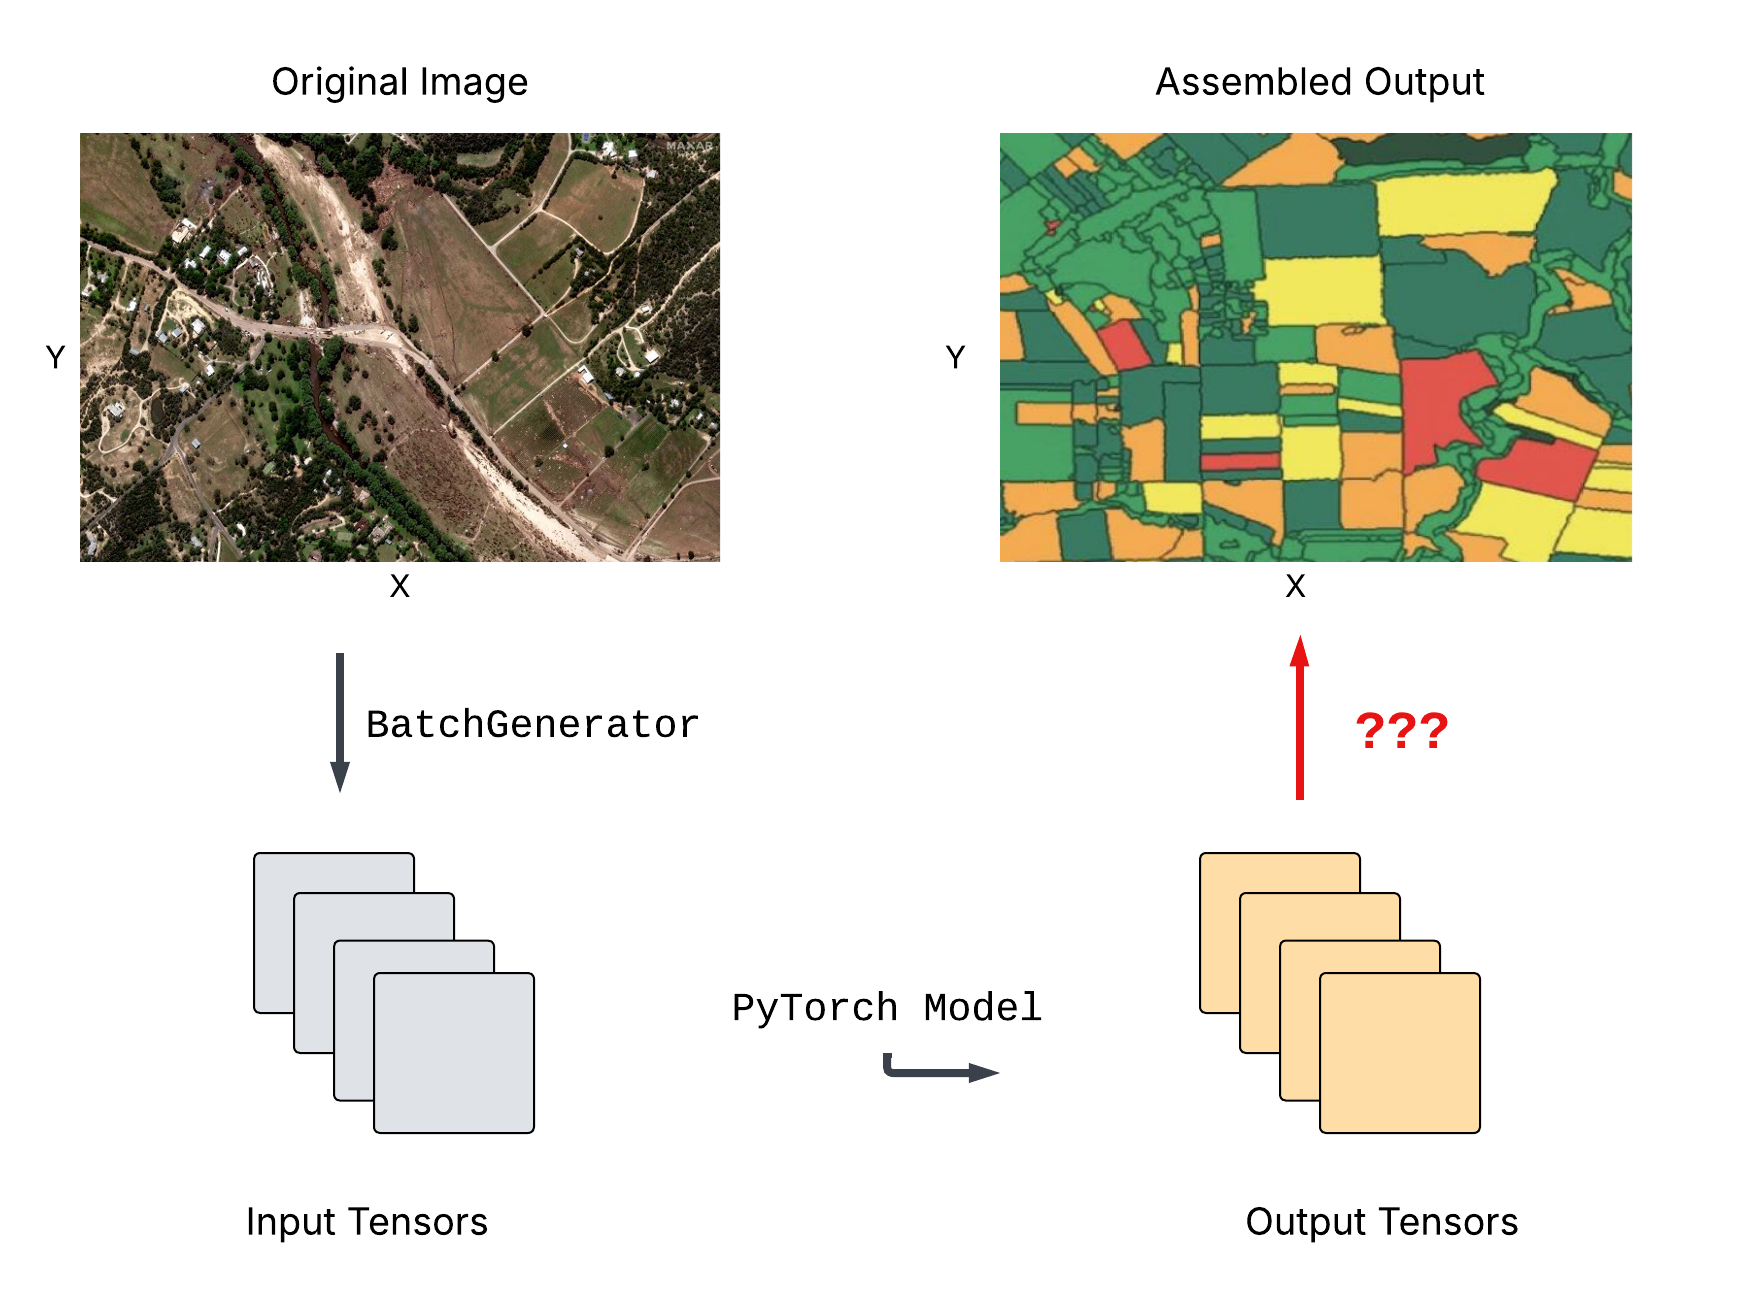 Original Image
Assembled Output
MAXAR
Y
Y
X
X
BatchGenerator
???
PyTorch Model
Input Tensors
Output Tensors